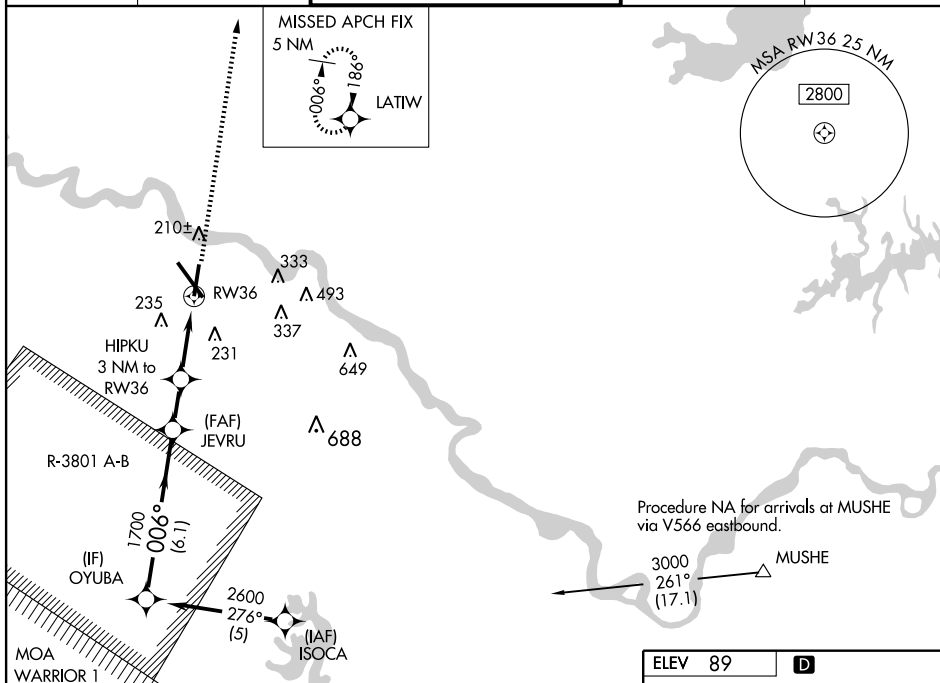 MISSED APCH FIX
5 NM
006°
186°
LATIW
MSA RW36 25 NM
2800
210±
333
493
RW36
235
337
231
HIPKU
3 NM to
RW36
649
(FAF)
JEVRU
688
R-3801 A-B
1700
006°
(6.1)
(IF)
OYUBA
2600
276°
(5)
(IAF)
ISOCA
Procedure NA for arrivals at MUSHE
via V566 eastbound.
MUSHE
3000
261°
(17.1)
MOA
WARRIOR 1
ELEV 89
D